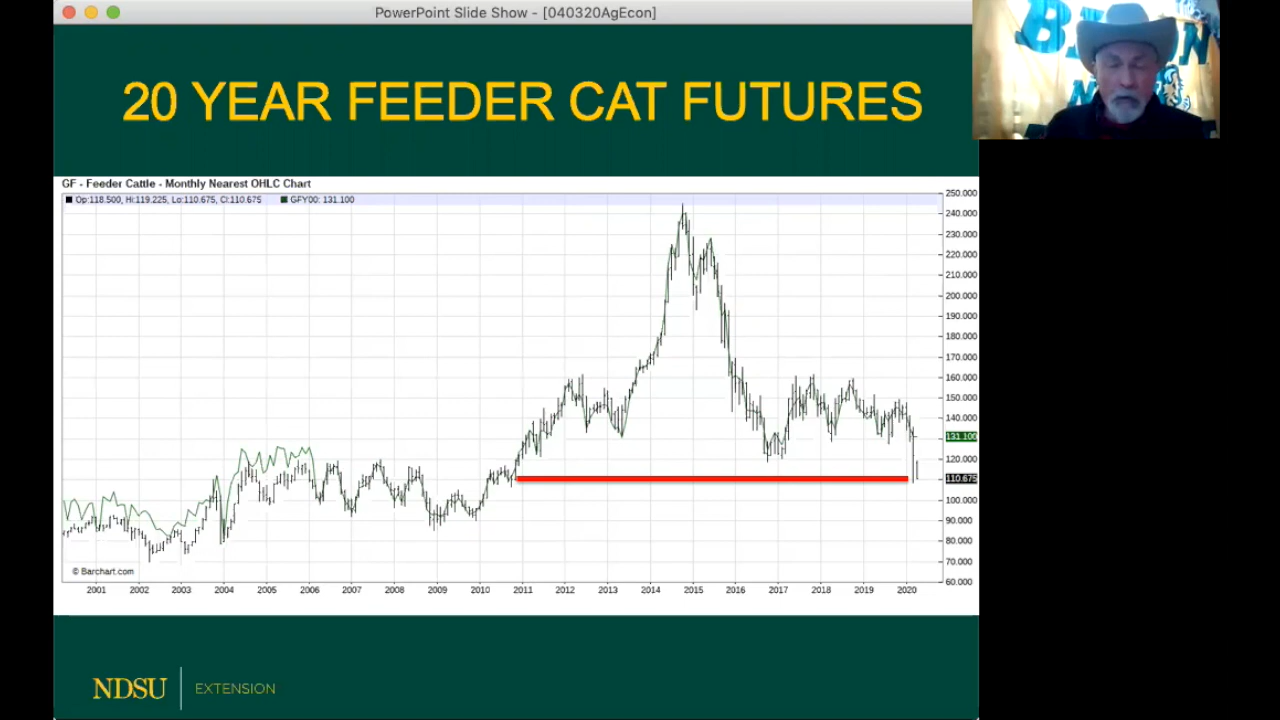 PowerPoint Slide Show - [040320AgEcon]
20 YEAR FEEDER CAT FUTURES
GF - Feeder Cattle - Monthly Nearest OHLC Chart
Op:118.500, Hi:119.225, Lo:110.675, Cl:110.675 GFY00: 131.100
250.000
240.000
230.000
220.000
210.000
200.000
190.000
180.000
170.000
160.000
150.000
140.000
131.100
120.000
110.675
100.000
90.000
80.000
70.000
60.000
© Barchart.com
2001 2002 2003 2004 2005 2006 2007 2008 2009 2010 2011 2012 2013 2014 2015 2016 2017 2018 2019 2020
NDSU EXTENSION